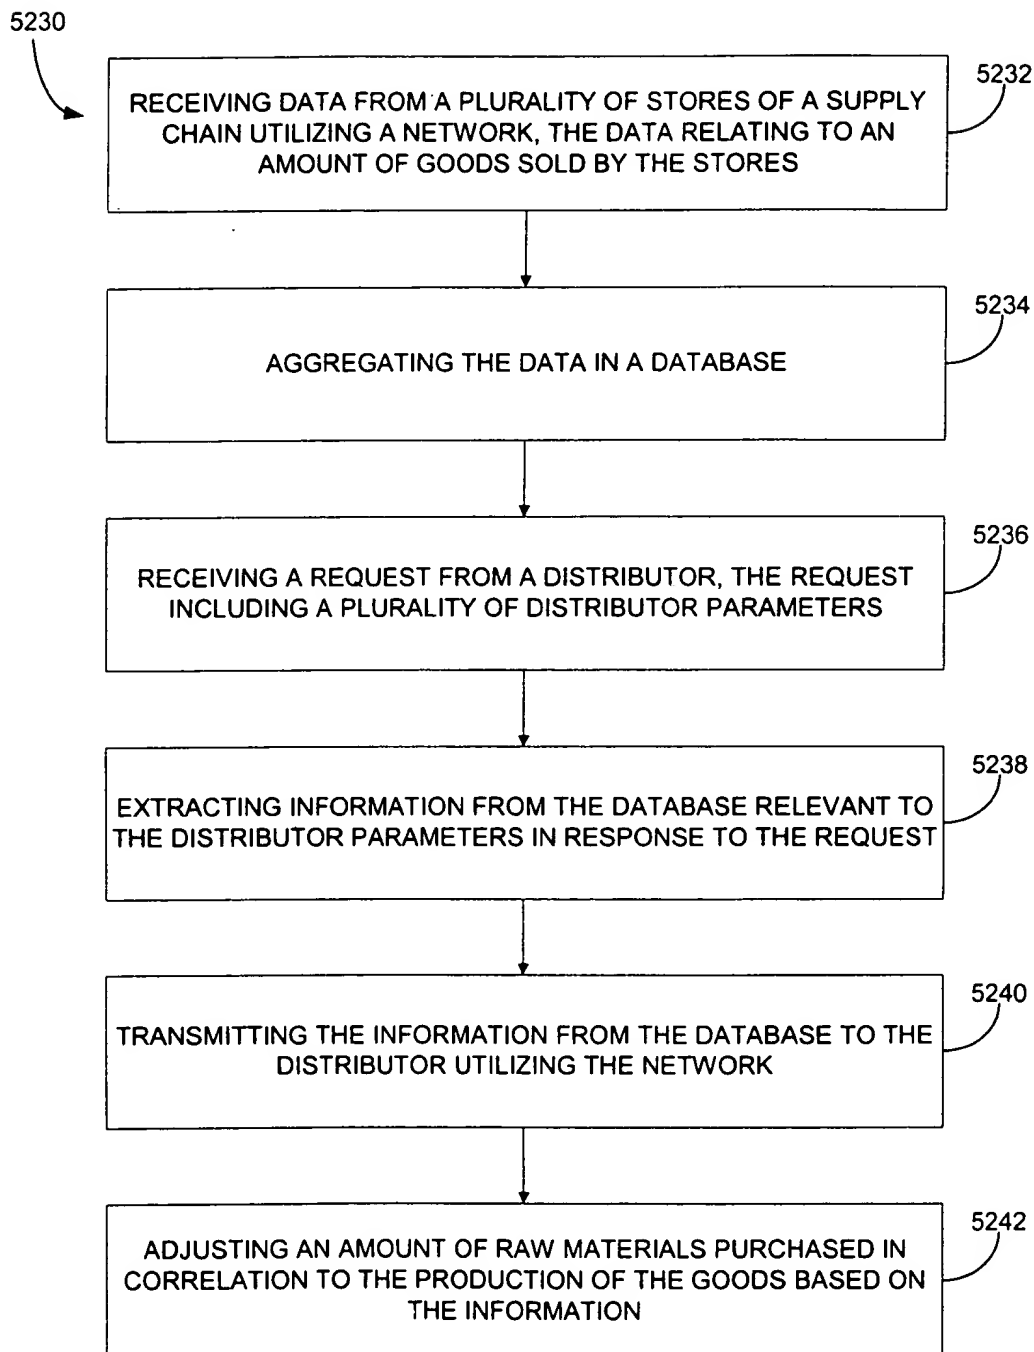 5230
5232
RECEIVING DATA FROM A PLURALITY OF STORES OF A SUPPLY
CHAIN UTILIZING A NETWORK, THE DATA RELATING TO AN
AMOUNT OF GOODS SOLD BY THE STORES
5234
AGGREGATING THE DATA IN A DATABASE
5236
RECEIVING A REQUEST FROM A DISTRIBUTOR, THE REQUEST
INCLUDING A PLURALITY OF DISTRIBUTOR PARAMETERS
5238
EXTRACTING INFORMATION FROM THE DATABASE RELEVANT TO
THE DISTRIBUTOR PARAMETERS IN RESPONSE TO THE REQUEST
5240
TRANSMITTING THE INFORMATION FROM THE DATABASE TO THE
DISTRIBUTOR UTILIZING THE NETWORK
5242
ADJUSTING AN AMOUNT OF RAW MATERIALS PURCHASED IN
CORRELATION TO THE PRODUCTION OF THE GOODS BASED ON
THE INFORMATION